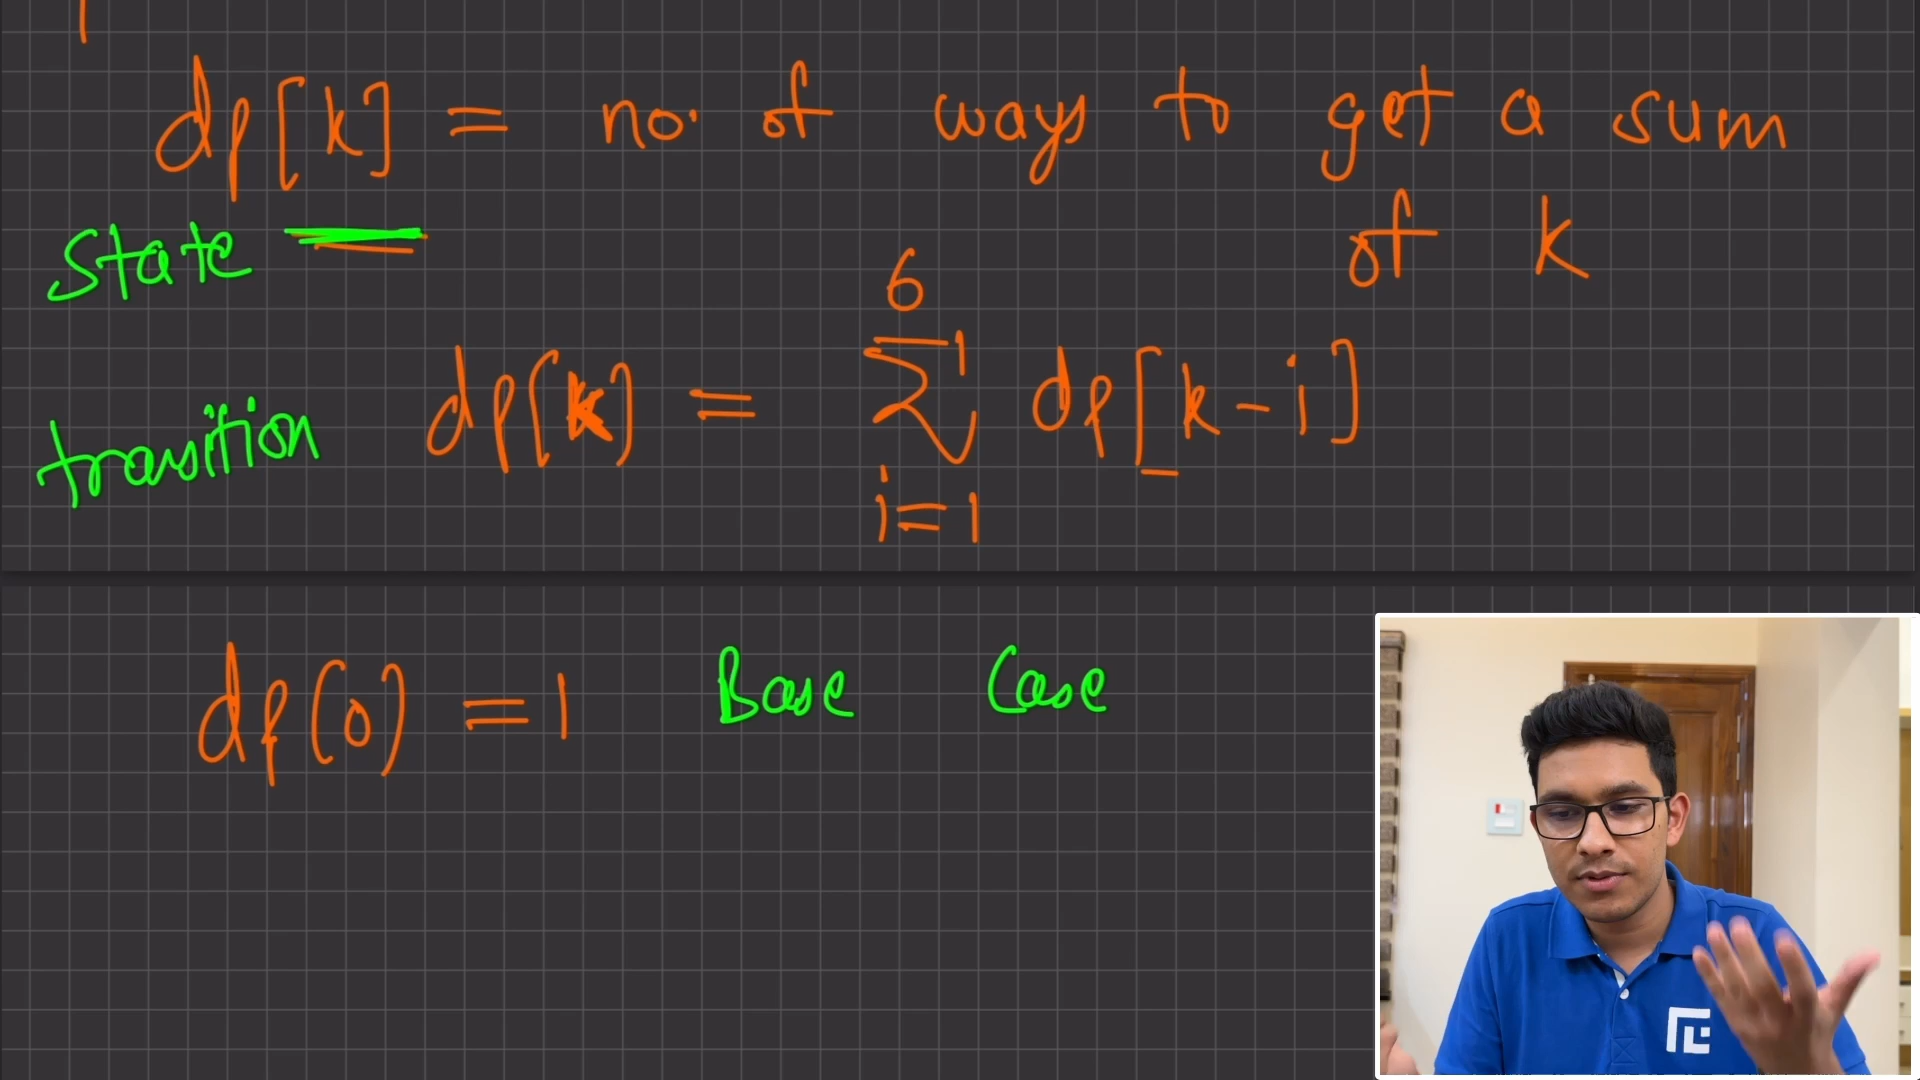 dp[k] = no. of ways to get a sum
of k
State
transition dp[k] = 6 Σ i=1 dp[k-i]
dp(0) = 1 Base Case